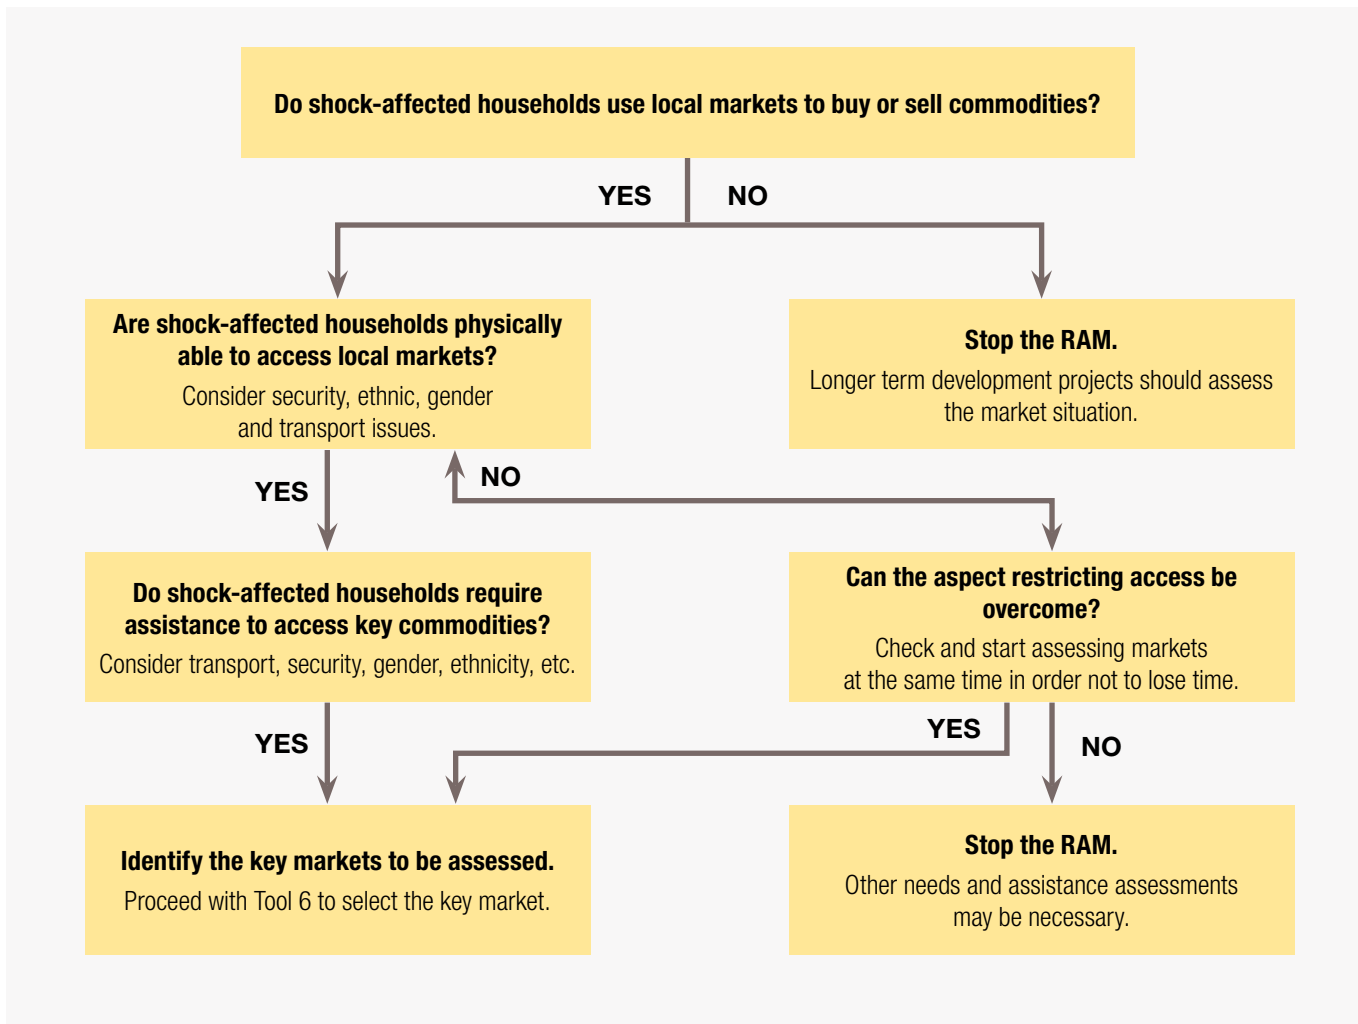 Do shock-affected households use local markets to buy or sell commodities?
YES
NO
Are shock-affected households physically
able to access local markets?
Consider security, ethnic, gender
and transport issues.
Stop the RAM.
Longer term development projects should assess
the market situation.
YES
NO
Do shock-affected households require
assistance to access key commodities?
Consider transport, security, gender, ethnicity, etc.
Can the aspect restricting access be
overcome?
Check and start assessing markets
at the same time in order not to lose time.
YES
YES
NO
Identify the key markets to be assessed.
Proceed with Tool 6 to select the key market.
Stop the RAM.
Other needs and assistance assessments
may be necessary.